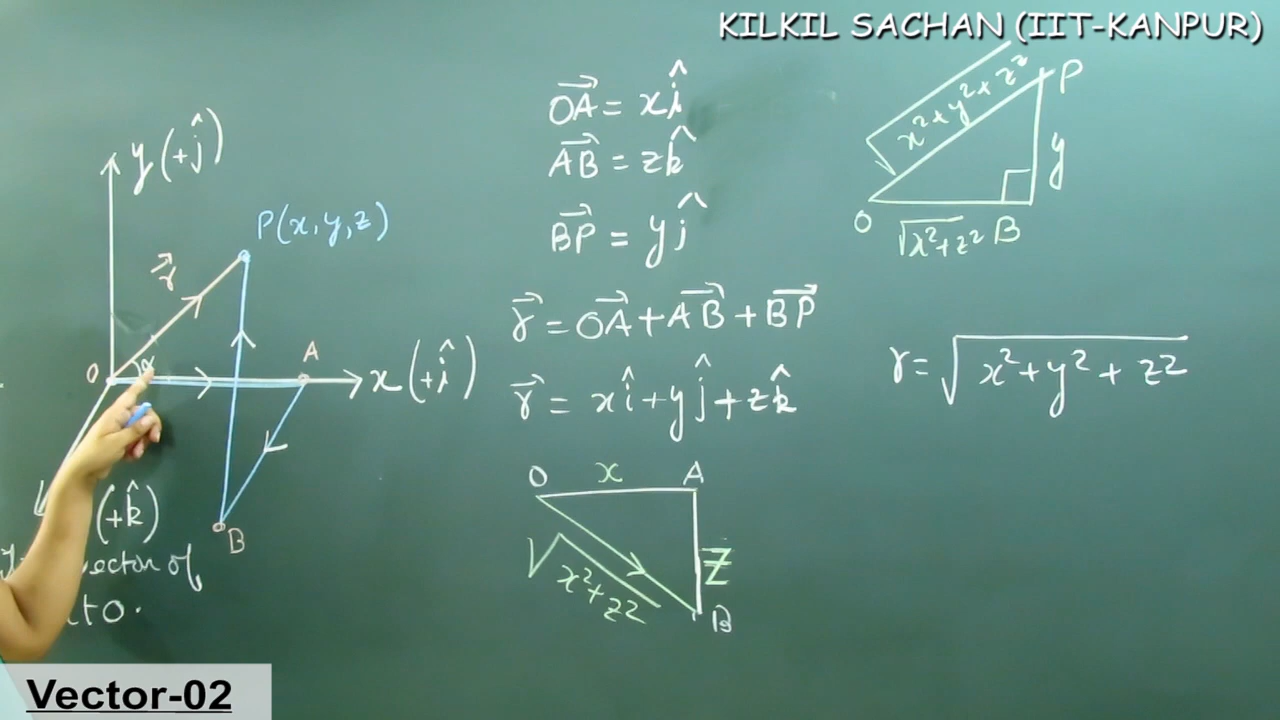 KILKIL SACHAN (IIT-KANPUR)
y (+ĵ)
P(x, y, z)
r⃗
α
O
A
x (+î)
B
(+k̂)
ector of
to.
OA⃗ = xî
AB⃗ = zk̂
BP⃗ = yĵ
r⃗ = OA⃗ + AB⃗ + BP⃗
r⃗ = xî + yĵ + zk̂
O x A
z
√x²+z²
B
√x²+y²+z²
P
y
O
√x²+z² B
r = √x²+y²+z²
Vector-02